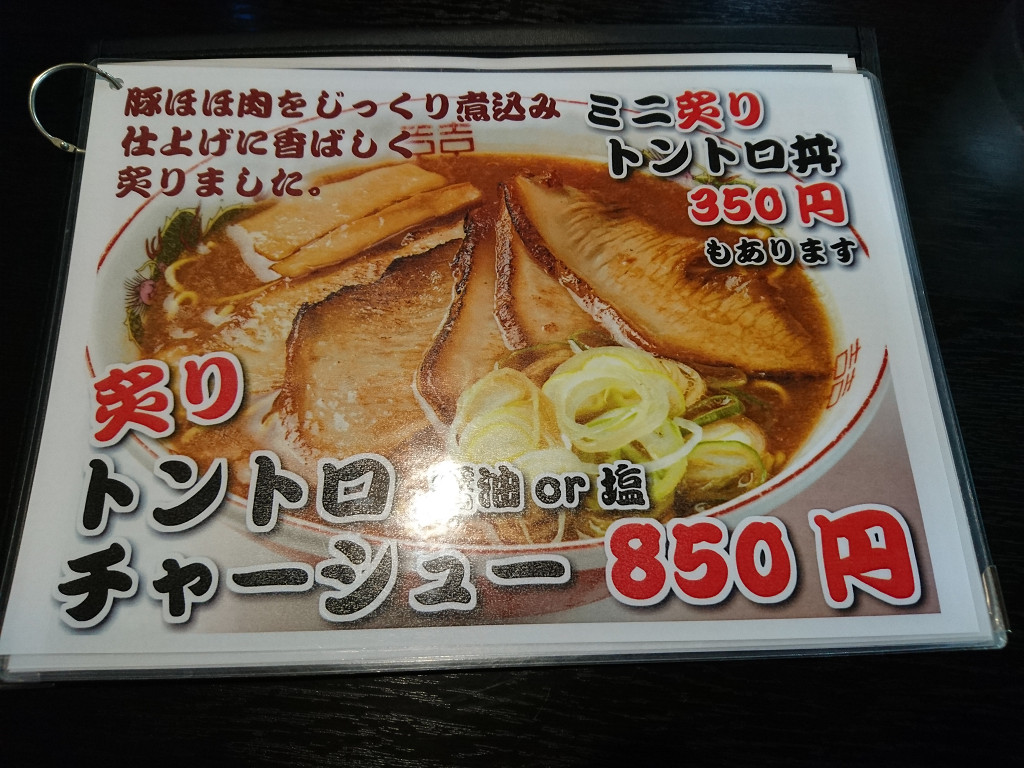 豚ほほ肉をじっくり煮込み
仕上げに香ばしく
炙りました。
ミニ炙り
トントロ丼
350円
もあります
炙り
トントロ 醤油 or 塩
チャーシュー 850円